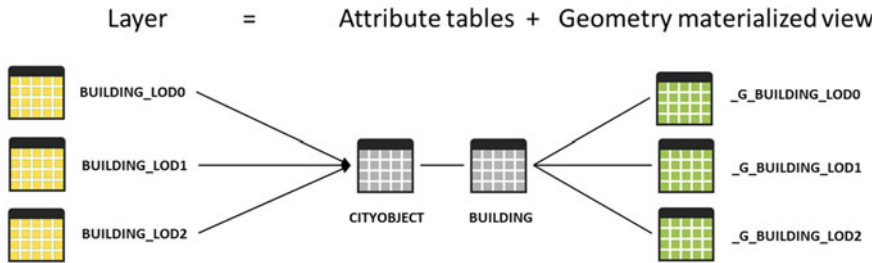 Layer = Attribute tables + Geometry materialized view
BUILDING_LOD0
_G_BUILDING_LOD0
BUILDING_LOD1
_G_BUILDING_LOD1
CITYOBJECT
BUILDING
BUILDING_LOD2
_G_BUILDING_LOD2